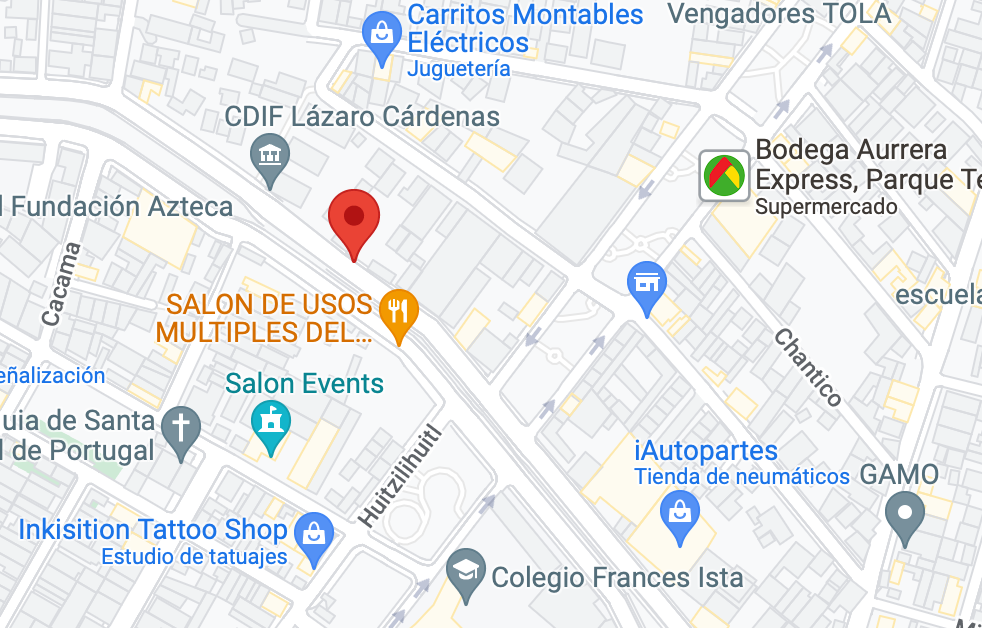 Carritos Montables
Eléctricos
Juguetería
Vengadores TOLA
CDIF Lázaro Cárdenas
Bodega Aurrera
Express, Parque Te
Supermercado
l Fundación Azteca
Cacama
SALON DE USOS
MULTIPLES DEL...
escuela
Chantico
eñalización
Salon Events
uia de Santa
l de Portugal
Huitzilihuitl
iAutopartes
Tienda de neumáticos
GAMO
Inkisition Tattoo Shop
Estudio de tatuajes
Colegio Frances Ista